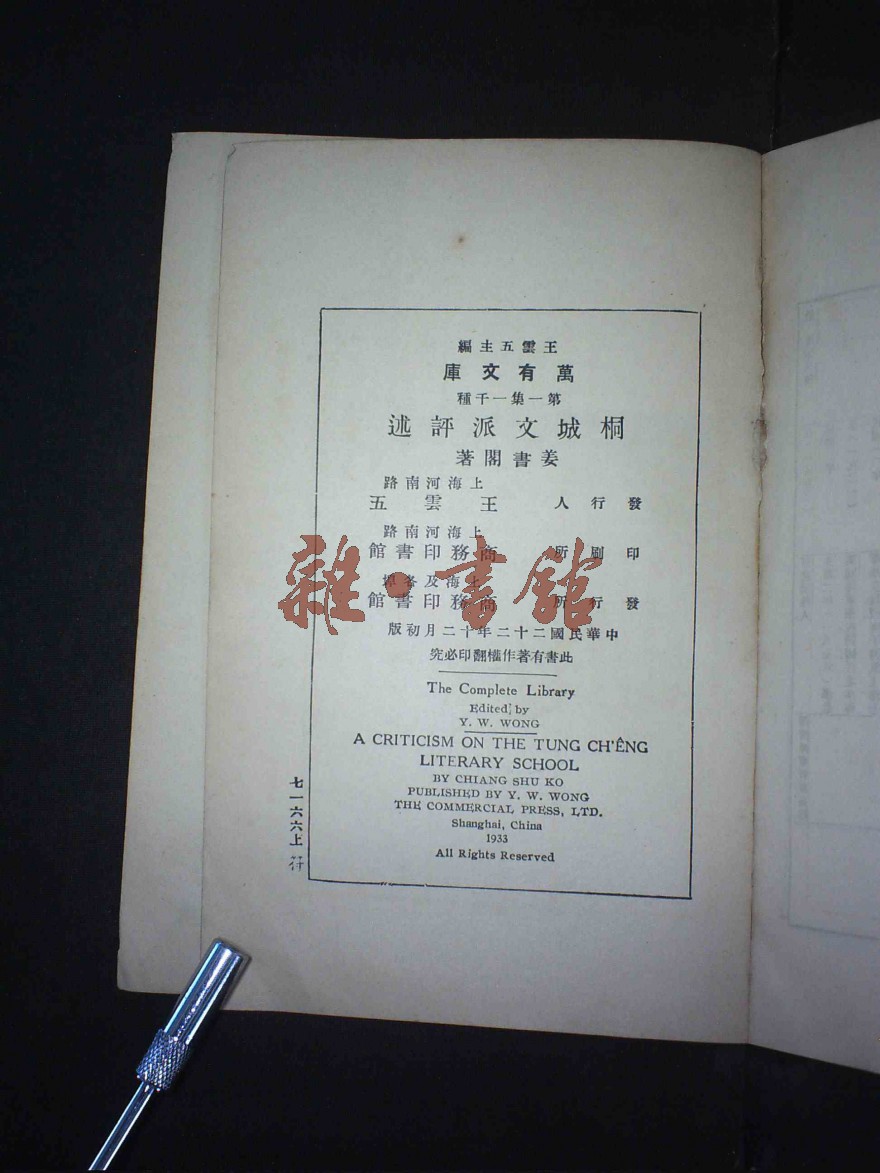 王雲五主編
萬有文庫
第一集一千種
桐城文派評述
姜書閣著
上海河南路
發行人 王雲五
上海河南路
印刷所 商務印書館
上海及各埠
發行所 商務印書館
中華民國二十二年十二月初版
此書有著作權翻印必究
The Complete Library
Edited by
Y. W. WONG
A CRITICISM ON THE TUNG CH'ÊNG
LITERARY SCHOOL
BY CHIANG SHU KO
PUBLISHED BY Y. W. WONG
THE COMMERCIAL PRESS, LTD.
Shanghai, China
1933
All Rights Reserved
七一六六上
雜·書館